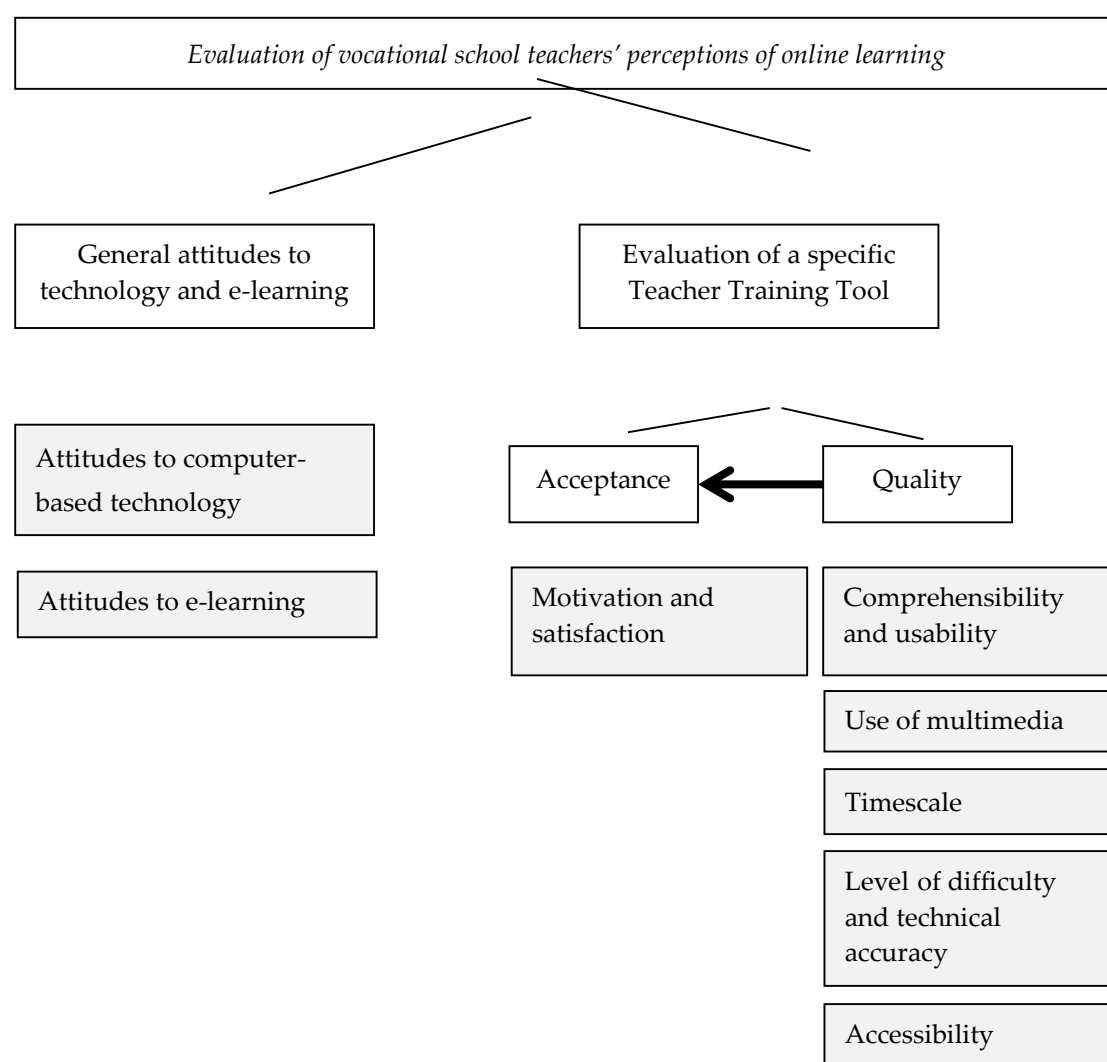 Evaluation of vocational school teachers’ perceptions of online learning
General attitudes to
technology and e-learning
Evaluation of a specific
Teacher Training Tool
Attitudes to computer-
based technology
Attitudes to e-learning
Acceptance
Quality
Motivation and
satisfaction
Comprehensibility
and usability
Use of multimedia
Timescale
Level of difficulty
and technical
accuracy
Accessibility